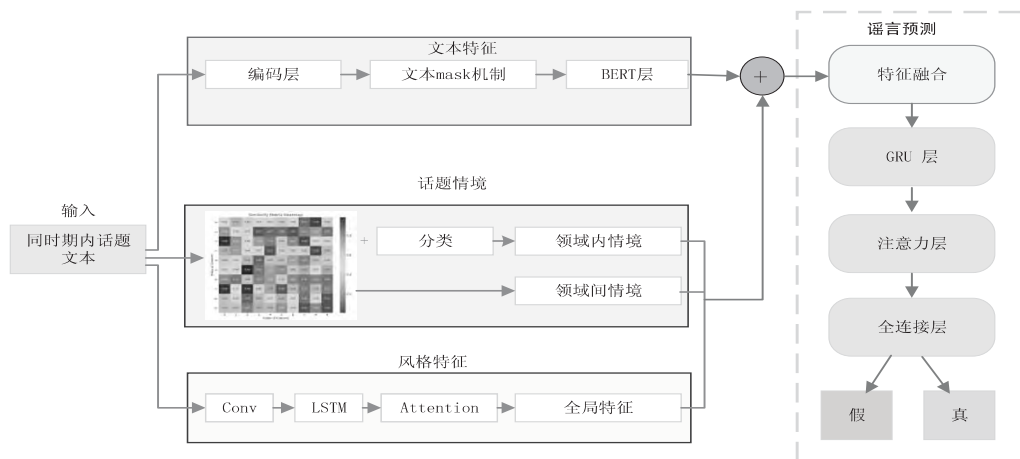 谣言预测
文本特征
编码层
文本mask机制
BERT层
+
特征融合
GRU 层
话题情境
输入
同时期内话题
文本
+
分类
领域内情境
领域间情境
注意力层
全连接层
风格特征
Conv
LSTM
Attention
全局特征
假
真